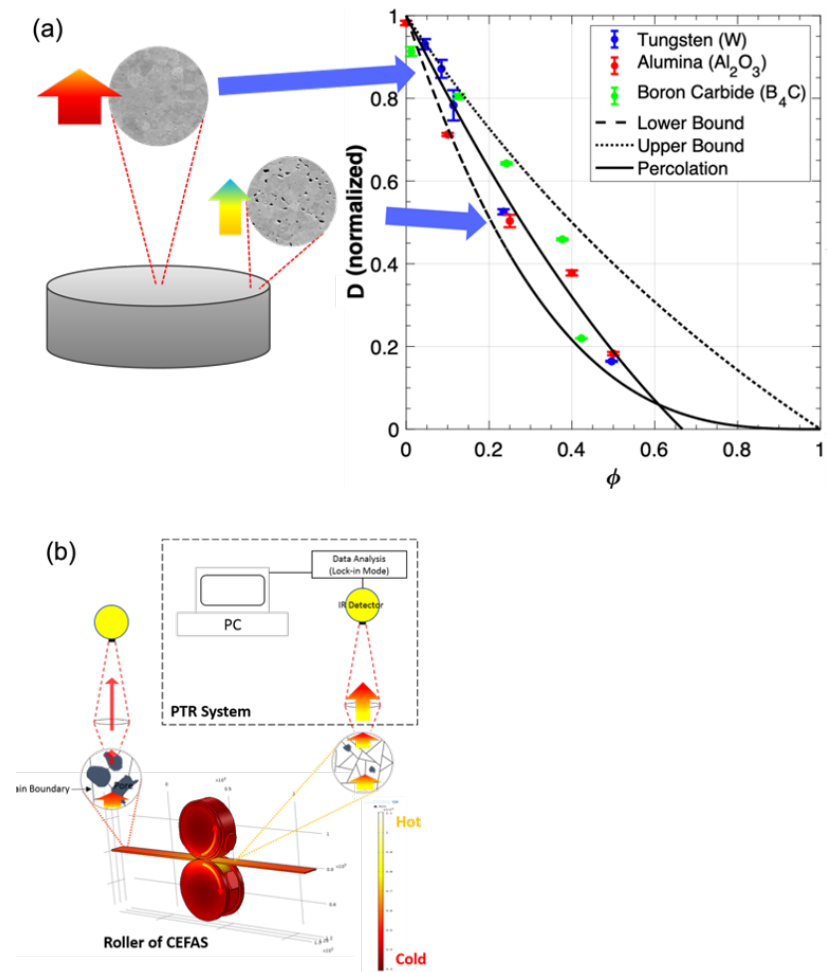 (a)
D (normalized)
1
0.8
0.6
0.4
0.2
0
0
0.2
0.4
0.6
0.8
1
ϕ
Tungsten (W)
Alumina (Al₂O₃)
Boron Carbide (B₄C)
Lower Bound
Upper Bound
Percolation
(b)
Data Analysis
(Lock-in Mode)
IR Detector
PC
PTR System
ain Boundary
Pore
Hot
Cold
Roller of CEFAS